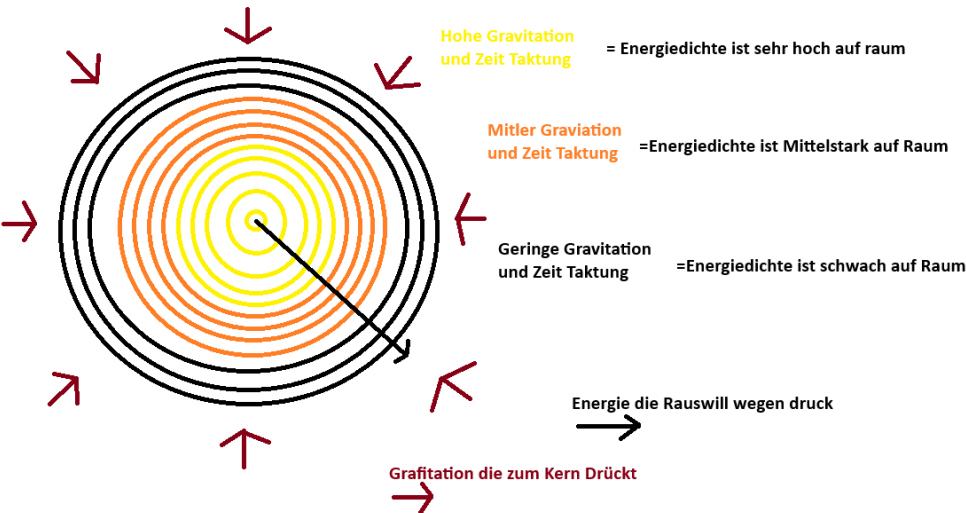 Hohe Gravitation
und Zeit Taktung
= Energiedichte ist sehr hoch auf raum
Mitler Graviation
und Zeit Taktung
=Energiedichte ist Mittelstark auf Raum
Geringe Gravitation
und Zeit Taktung
=Energiedichte ist schwach auf Raum
Energie die Rauswill wegen druck
Grafitation die zum Kern Drückt